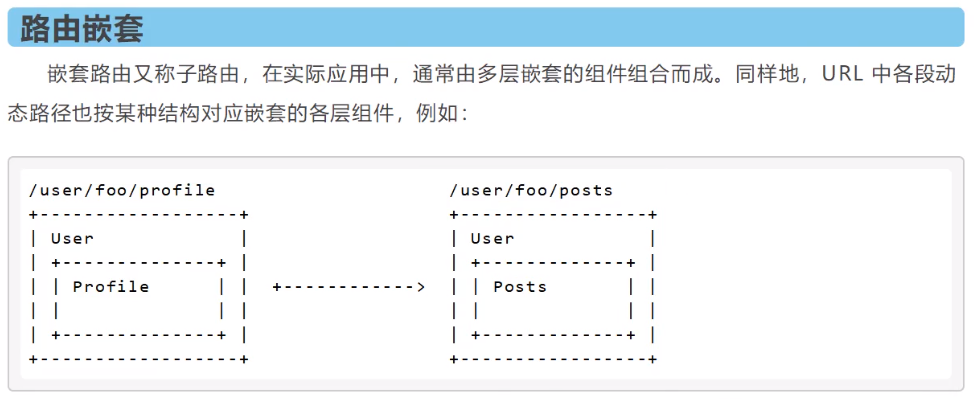 路由嵌套
嵌套路由又称子路由，在实际应用中，通常由多层嵌套的组件组合而成。同样地，URL 中各段动
态路径也按某种结构对应嵌套的各层组件，例如：
/user/foo/profile                     /user/foo/posts
+------------------+                  +-----------------+
| User             |                  | User            |
| +--------------+ |                  | +-------------+ |
| | Profile      | |  +------------>  | | Posts       | |
| |              | |                  | |             | |
| +--------------+ |                  | +-------------+ |
+------------------+                  +-----------------+